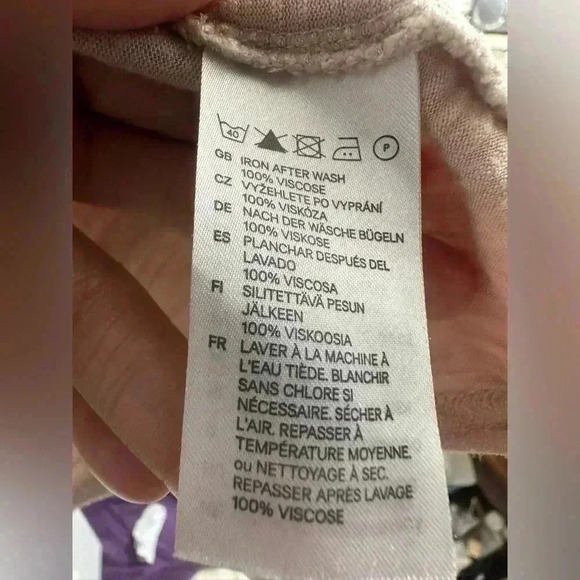 40 P
GB IRON AFTER WASH
100% VISCOSE
CZ VYŽEHLETE PO VYPRÁNÍ
100% VISKÓZA
DE NACH DER WÄSCHE BÜGELN
100% VISKOSE
ES PLANCHAR DESPUÉS DEL
LAVADO
100% VISCOSA
FI SILITETTÄVÄ PESUN
JÄLKEEN
100% VISKOOSIA
FR LAVER À LA MACHINE À
L'EAU TIÈDE. BLANCHIR
SANS CHLORE SI
NÉCESSAIRE. SÉCHER À
L'AIR. REPASSER À
TEMPÉRATURE MOYENNE.
ou NETTOYAGE À SEC.
REPASSER APRÈS LAVAGE
100% VISCOSE